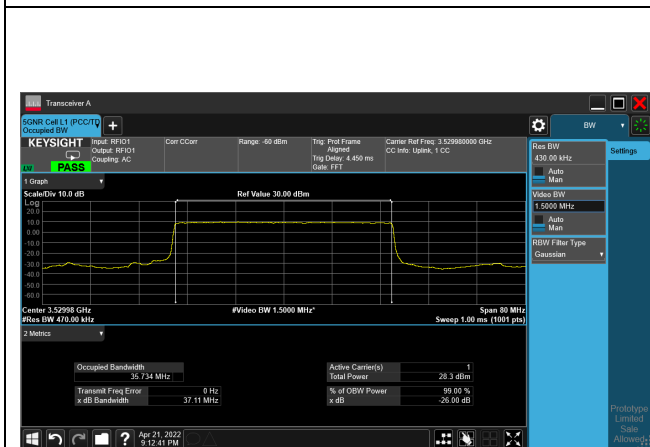 Transceiver A
5GNR Cell L1 (PCC/TD
Occupied BW
BW
KEYSIGHT Input: RFIO1 Corr CCorr Range: -60 dBm Trig: Prot Frame Carrier Ref Freq: 3.529980000 GHz
Output: RFIO1 Aligned CC Info: Uplink, 1 CC
Coupling: AC Trig Delay: 4.450 ms
LVI PASS Gate: FFT
Res BW
430.00 kHz
Auto
Man
Settings
Video BW
1.5000 MHz
Auto
Man
RBW Filter Type
Gaussian
1 Graph
Scale/Div 10.0 dB Ref Value 30.00 dBm
Log
20.0
10.0
0.00
-10.0
-20.0
-30.0
-40.0
-50.0
-60.0
Center 3.52998 GHz #Video BW 1.5000 MHz* Span 80 MHz
#Res BW 470.00 kHz Sweep 1.00 ms (1001 pts)
2 Metrics
Occupied Bandwidth
35.734 MHz
Transmit Freq Error 0 Hz
x dB Bandwidth 37.11 MHz
Active Carrier(s) 1
Total Power 28.3 dBm
% of OBW Power 99.00 %
x dB -26.00 dB
Prototype
Limited
Sale
Allowed
Apr 21, 2022
9:12:41 PM